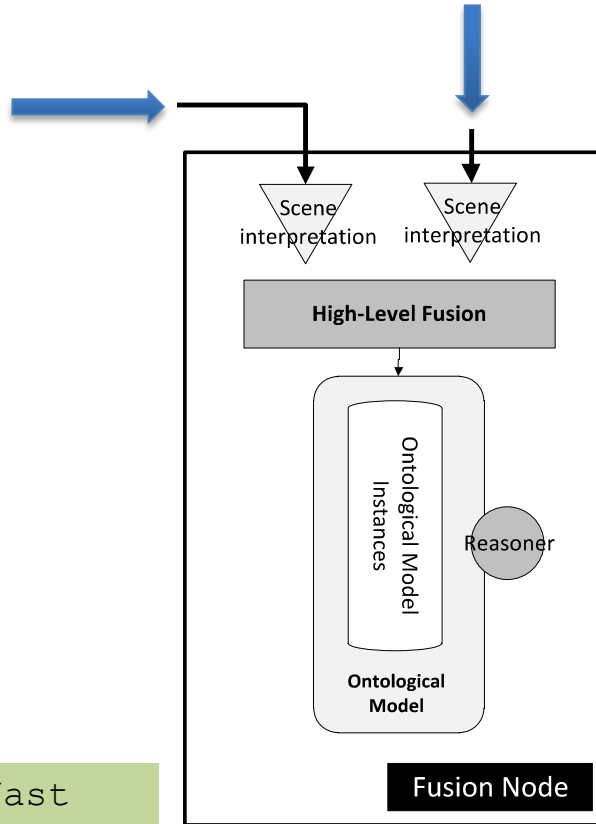 Scene
interpretation
Scene
interpretation
High-Level Fusion
Ontological Model
Instances
Reasoner
Ontological
Model
Fusion Node